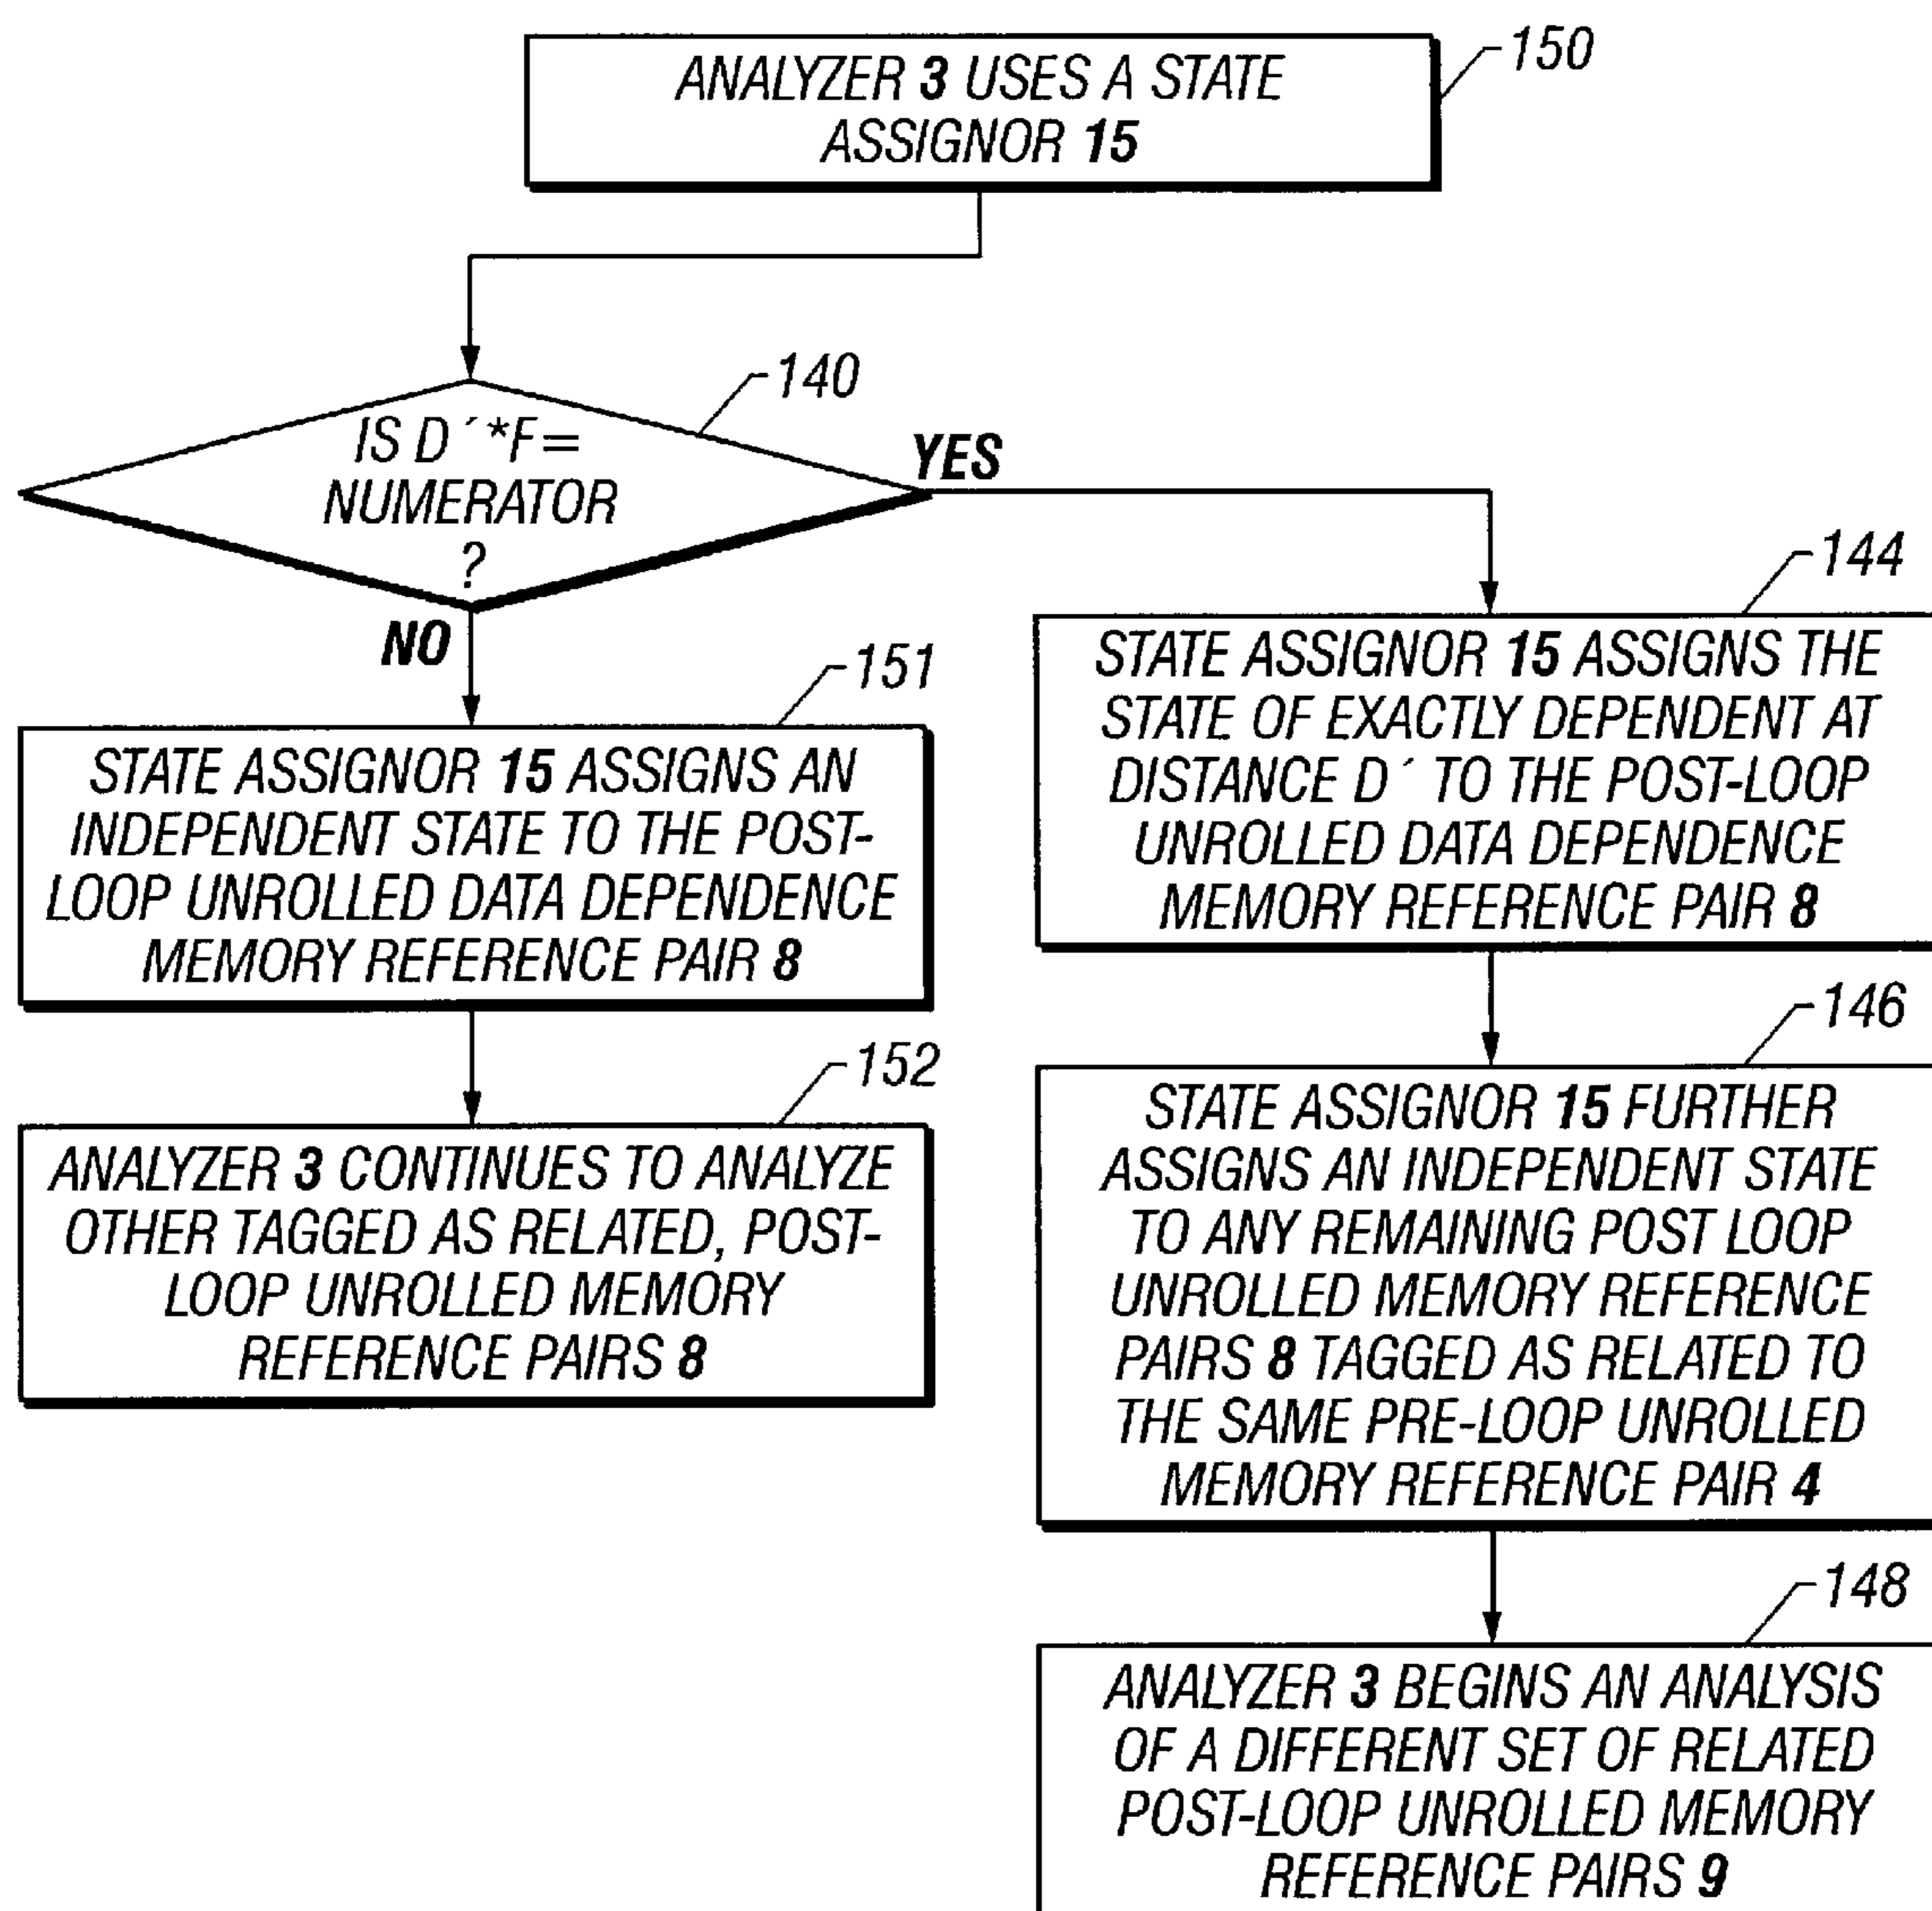 150
ANALYZER 3 USES A STATE
ASSIGNOR 15
140
IS D´*F=
NUMERATOR
?
YES
NO
151
STATE ASSIGNOR 15 ASSIGNS AN
INDEPENDENT STATE TO THE POST-
LOOP UNROLLED DATA DEPENDENCE
MEMORY REFERENCE PAIR 8
152
ANALYZER 3 CONTINUES TO ANALYZE
OTHER TAGGED AS RELATED, POST-
LOOP UNROLLED MEMORY
REFERENCE PAIRS 8
144
STATE ASSIGNOR 15 ASSIGNS THE
STATE OF EXACTLY DEPENDENT AT
DISTANCE D´ TO THE POST-LOOP
UNROLLED DATA DEPENDENCE
MEMORY REFERENCE PAIR 8
146
STATE ASSIGNOR 15 FURTHER
ASSIGNS AN INDEPENDENT STATE
TO ANY REMAINING POST LOOP
UNROLLED MEMORY REFERENCE
PAIRS 8 TAGGED AS RELATED TO
THE SAME PRE-LOOP UNROLLED
MEMORY REFERENCE PAIR 4
148
ANALYZER 3 BEGINS AN ANALYSIS
OF A DIFFERENT SET OF RELATED
POST-LOOP UNROLLED MEMORY
REFERENCE PAIRS 9